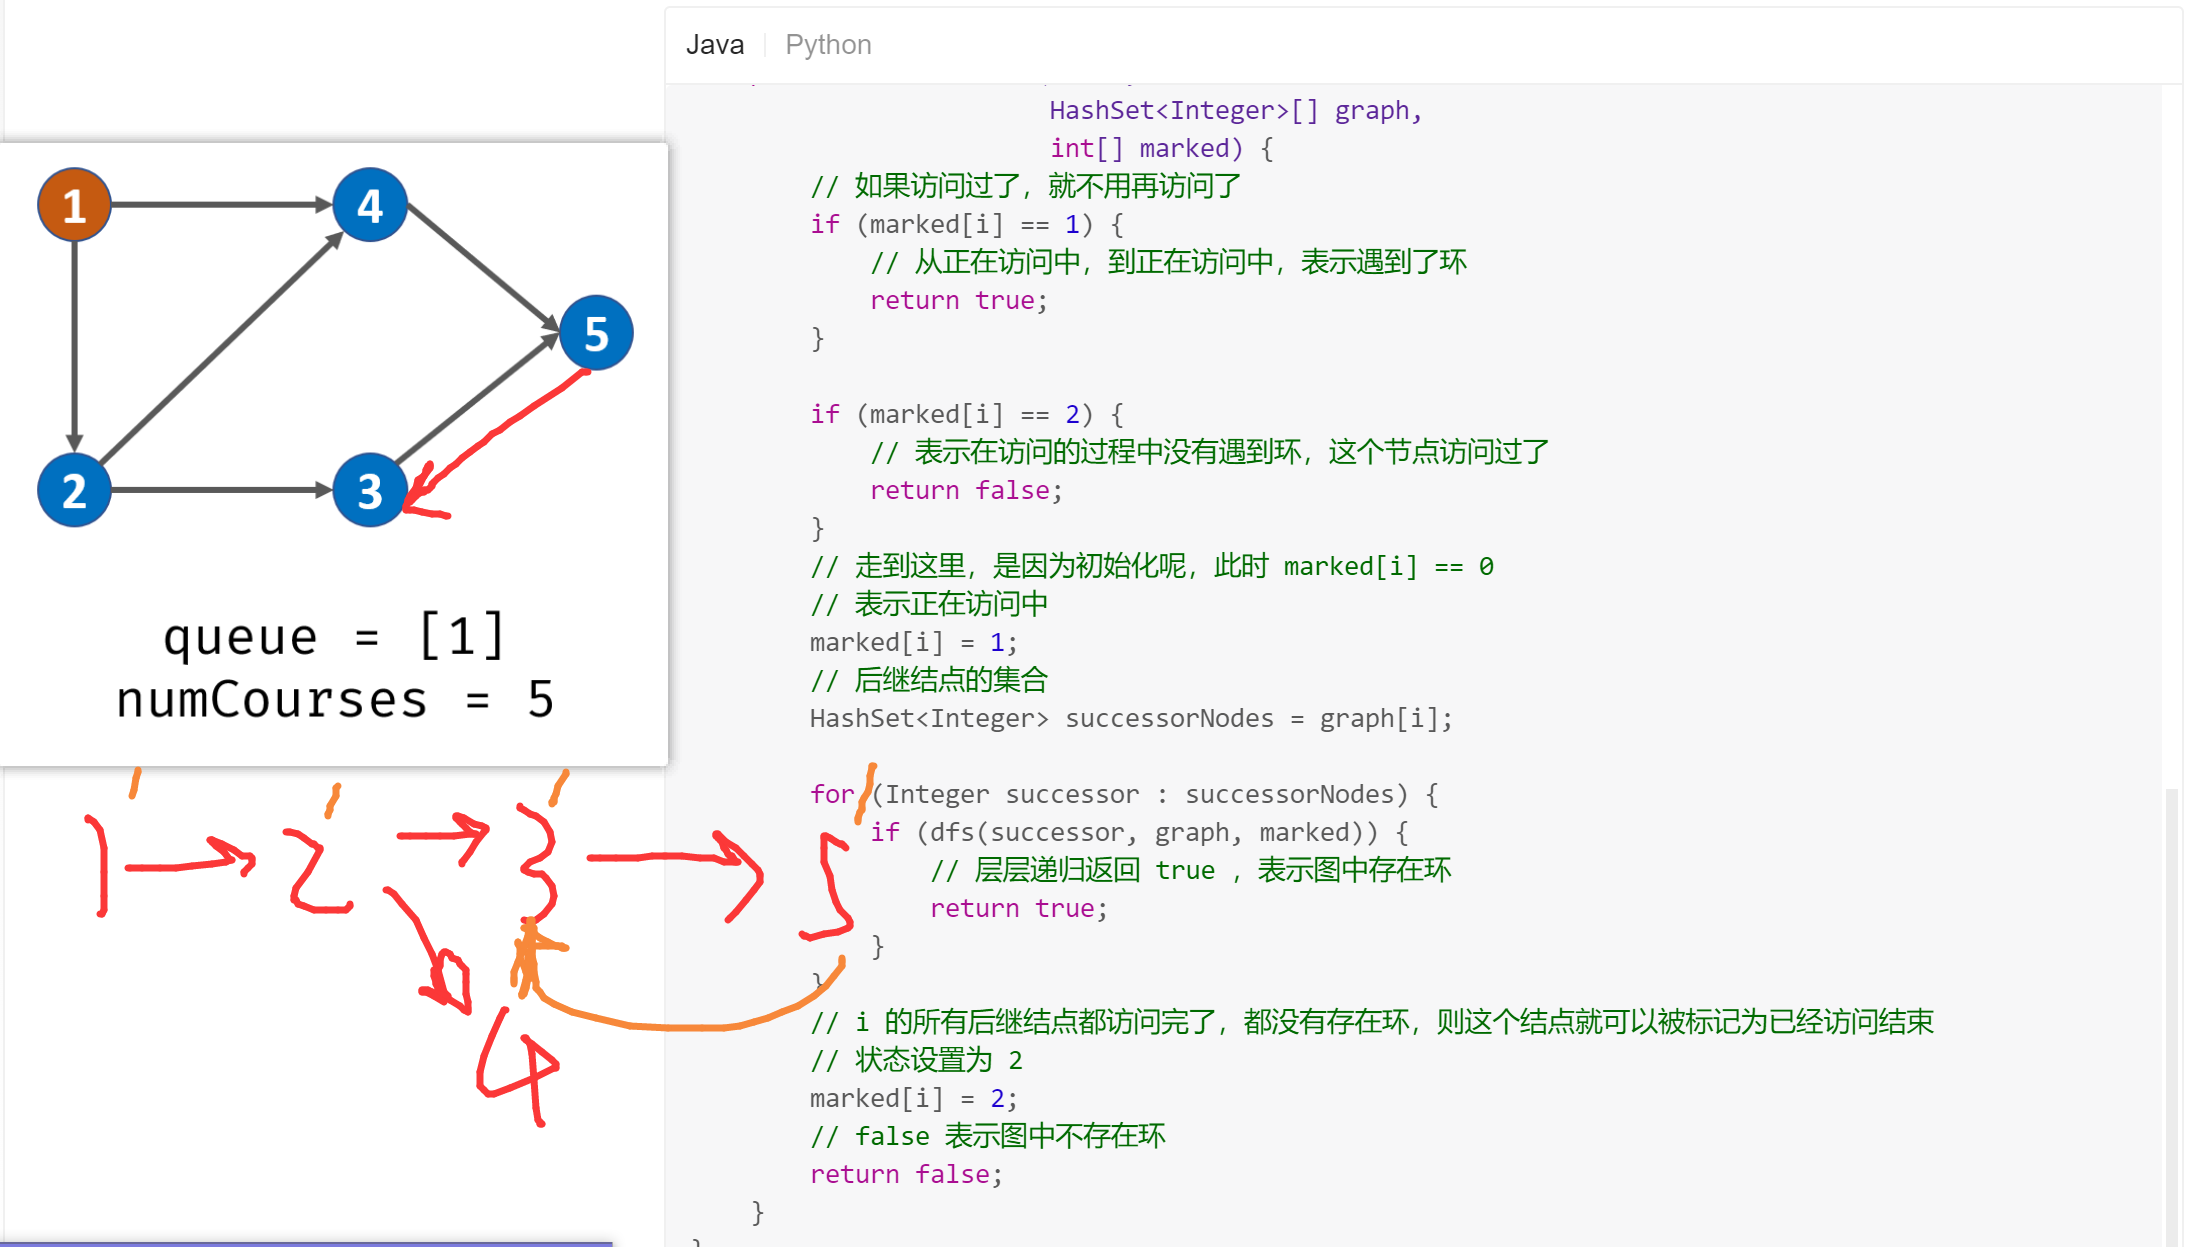 Java Python
HashSet<Integer>[] graph,
int[] marked) {
// 如果访问过了，就不用再访问了
if (marked[i] == 1) {
// 从正在访问中，到正在访问中，表示遇到了环
return true;
}
if (marked[i] == 2) {
// 表示在访问的过程中没有遇到环，这个节点访问过了
return false;
}
// 走到这里，是因为初始化呢，此时 marked[i] == 0
// 表示正在访问中
marked[i] = 1;
// 后继结点的集合
HashSet<Integer> successorNodes = graph[i];
for (Integer successor : successorNodes) {
if (dfs(successor, graph, marked)) {
// 层层递归返回 true ，表示图中存在环
return true;
}
}
// i 的所有后继结点都访问完了，都没有存在环，则这个结点就可以被标记为已经访问结束
// 状态设置为 2
marked[i] = 2;
// false 表示图中不存在环
return false;
}
}
1 4
5
2 3
queue = [1]
numCourses = 5
1 2 3 5
4